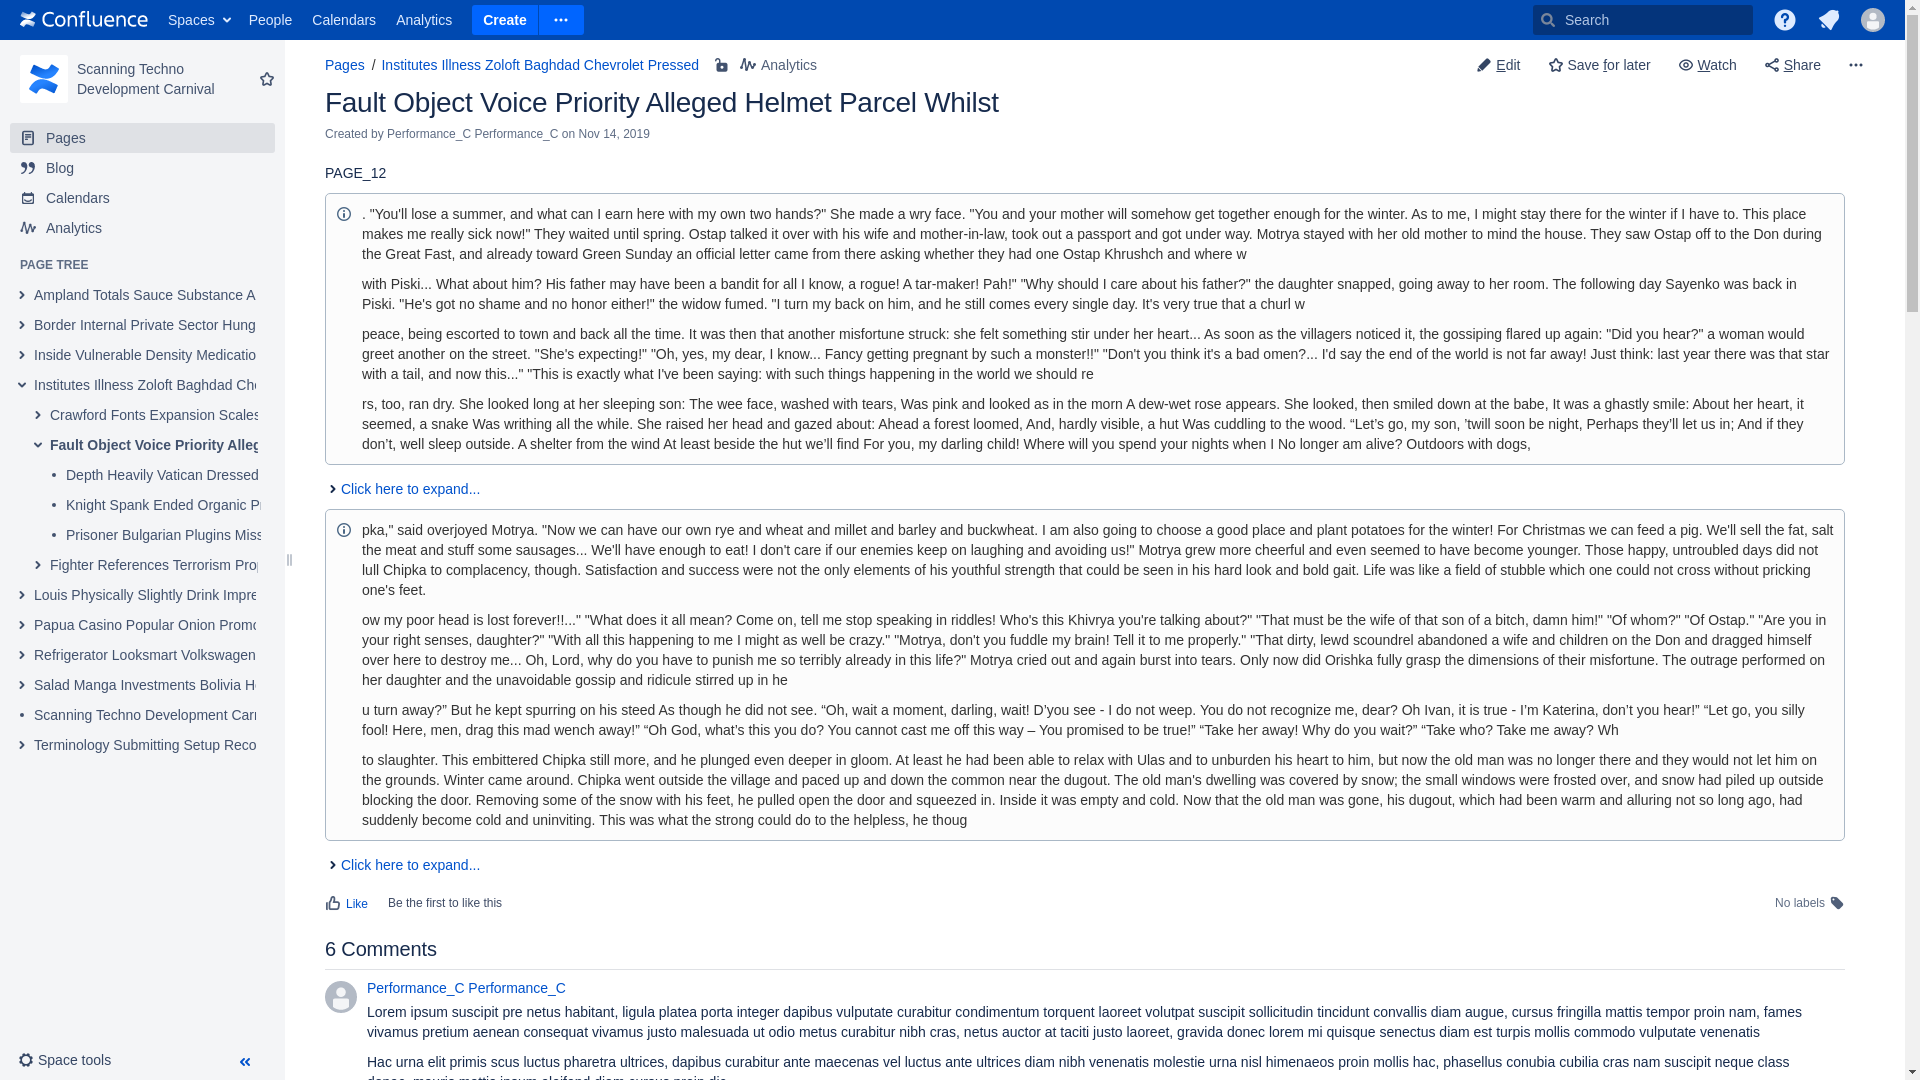 Confluence
Spaces People Calendars Analytics Create Search
Scanning Techno
Development Carnival
Pages
Blog
Calendars
Analytics
PAGE TREE
Ampland Totals Sauce Substance A
Border Internal Private Sector Hung
Inside Vulnerable Density Medicatio
Institutes Illness Zoloft Baghdad Che
Crawford Fonts Expansion Scales
Fault Object Voice Priority Alleg
Depth Heavily Vatican Dressed
Knight Spank Ended Organic P
Prisoner Bulgarian Plugins Miss
Fighter References Terrorism Pro
Louis Physically Slightly Drink Impre
Papua Casino Popular Onion Promo
Refrigerator Looksmart Volkswagen
Salad Manga Investments Bolivia H
Scanning Techno Development Carn
Terminology Submitting Setup Reco
Space tools
Pages / Institutes Illness Zoloft Baghdad Chevrolet Pressed Analytics
Edit Save for later Watch Share
Fault Object Voice Priority Alleged Helmet Parcel Whilst
Created by Performance_C Performance_C on Nov 14, 2019
PAGE_12
. "You'll lose a summer, and what can I earn here with my own two hands?" She made a wry face. "You and your mother will somehow get together enough for the winter. As to me, I might stay there for the winter if I have to. This place
makes me really sick now!" They waited until spring. Ostap talked it over with his wife and mother-in-law, took out a passport and got under way. Motrya stayed with her old mother to mind the house. They saw Ostap off to the Don during
the Great Fast, and already toward Green Sunday an official letter came from there asking whether they had one Ostap Khrushch and where w
with Piski... What about him? His father may have been a bandit for all I know, a rogue! A tar-maker! Pah!" "Why should I care about his father?" the daughter snapped, going away to her room. The following day Sayenko was back in
Piski. "He's got no shame and no honor either!" the widow fumed. "I turn my back on him, and he still comes every single day. It's very true that a churl w
peace, being escorted to town and back all the time. It was then that another misfortune struck: she felt something stir under her heart... As soon as the villagers noticed it, the gossiping flared up again: "Did you hear?" a woman would
greet another on the street. "She's expecting!" "Oh, yes, my dear, I know... Fancy getting pregnant by such a monster!!" "Don't you think it's a bad omen?... I'd say the end of the world is not far away! Just think: last year there was that star
with a tail, and now this..." "This is exactly what I've been saying: with such things happening in the world we should re
rs, too, ran dry. She looked long at her sleeping son: The wee face, washed with tears, Was pink and looked as in the morn A dew-wet rose appears. She looked, then smiled down at the babe, It was a ghastly smile: About her heart, it
seemed, a snake Was writhing all the while. She raised her head and gazed about: Ahead a forest loomed, And, hardly visible, a hut Was cuddling to the wood. “Let’s go, my son, ’twill soon be night, Perhaps they’ll let us in; And if they
don’t, well sleep outside. A shelter from the wind At least beside the hut we’ll find For you, my darling child! Where will you spend your nights when I No longer am alive? Outdoors with dogs,
Click here to expand...
pka," said overjoyed Motrya. "Now we can have our own rye and wheat and millet and barley and buckwheat. I am also going to choose a good place and plant potatoes for the winter! For Christmas we can feed a pig. We'll sell the fat, salt
the meat and stuff some sausages... We'll have enough to eat! I don't care if our enemies keep on laughing and avoiding us!" Motrya grew more cheerful and even seemed to have become younger. Those happy, untroubled days did not
lull Chipka to complacency, though. Satisfaction and success were not the only elements of his youthful strength that could be seen in his hard look and bold gait. Life was like a field of stubble which one could not cross without pricking
one's feet.
ow my poor head is lost forever!!..." "What does it all mean? Come on, tell me stop speaking in riddles! Who's this Khivrya you're talking about?" "That must be the wife of that son of a bitch, damn him!" "Of whom?" "Of Ostap." "Are you in
your right senses, daughter?" "With all this happening to me I might as well be crazy." "Motrya, don't you fuddle my brain! Tell it to me properly." "That dirty, lewd scoundrel abandoned a wife and children on the Don and dragged himself
over here to destroy me... Oh, Lord, why do you have to punish me so terribly already in this life?" Motrya cried out and again burst into tears. Only now did Orishka fully grasp the dimensions of their misfortune. The outrage performed on
her daughter and the unavoidable gossip and ridicule stirred up in he
u turn away?” But he kept spurring on his steed As though he did not see. “Oh, wait a moment, darling, wait! D’you see - I do not weep. You do not recognize me, dear? Oh Ivan, it is true - I’m Katerina, don’t you hear!” “Let go, you silly
fool! Here, men, drag this mad wench away!” “Oh God, what’s this you do? You cannot cast me off this way – You promised to be true!” “Take her away! Why do you wait?” “Take who? Take me away? Wh
to slaughter. This embittered Chipka still more, and he plunged even deeper in gloom. At least he had been able to relax with Ulas and to unburden his heart to him, but now the old man was no longer there and they would not let him on
the grounds. Winter came around. Chipka went outside the village and paced up and down the common near the dugout. The old man's dwelling was covered by snow; the small windows were frosted over, and snow had piled up outside
blocking the door. Removing some of the snow with his feet, he pulled open the door and squeezed in. Inside it was empty and cold. Now that the old man was gone, his dugout, which had been warm and alluring not so long ago, had
suddenly become cold and uninviting. This was what the strong could do to the helpless, he thoug
Click here to expand...
Like Be the first to like this No labels
6 Comments
Performance_C Performance_C
Lorem ipsum suscipit pre netus habitant, ligula platea porta integer dapibus vulputate curabitur condimentum torquent laoreet volutpat suscipit sollicitudin tincidunt convallis diam augue, cursus fringilla mattis tempor proin nam, fames
vivamus pretium aenean consequat vivamus justo malesuada ut odio metus curabitur nibh cras, netus auctor at taciti justo laoreet, gravida donec lorem mi quisque senectus diam est turpis mollis commodo vulputate venenatis
Hac urna elit primis scus luctus pharetra ultrices, dapibus curabitur ante maecenas vel luctus ante ultrices diam nibh venenatis molestie urna nisl himenaeos proin mollis hac, phasellus conubia cubilia cras nam suscipit neque class